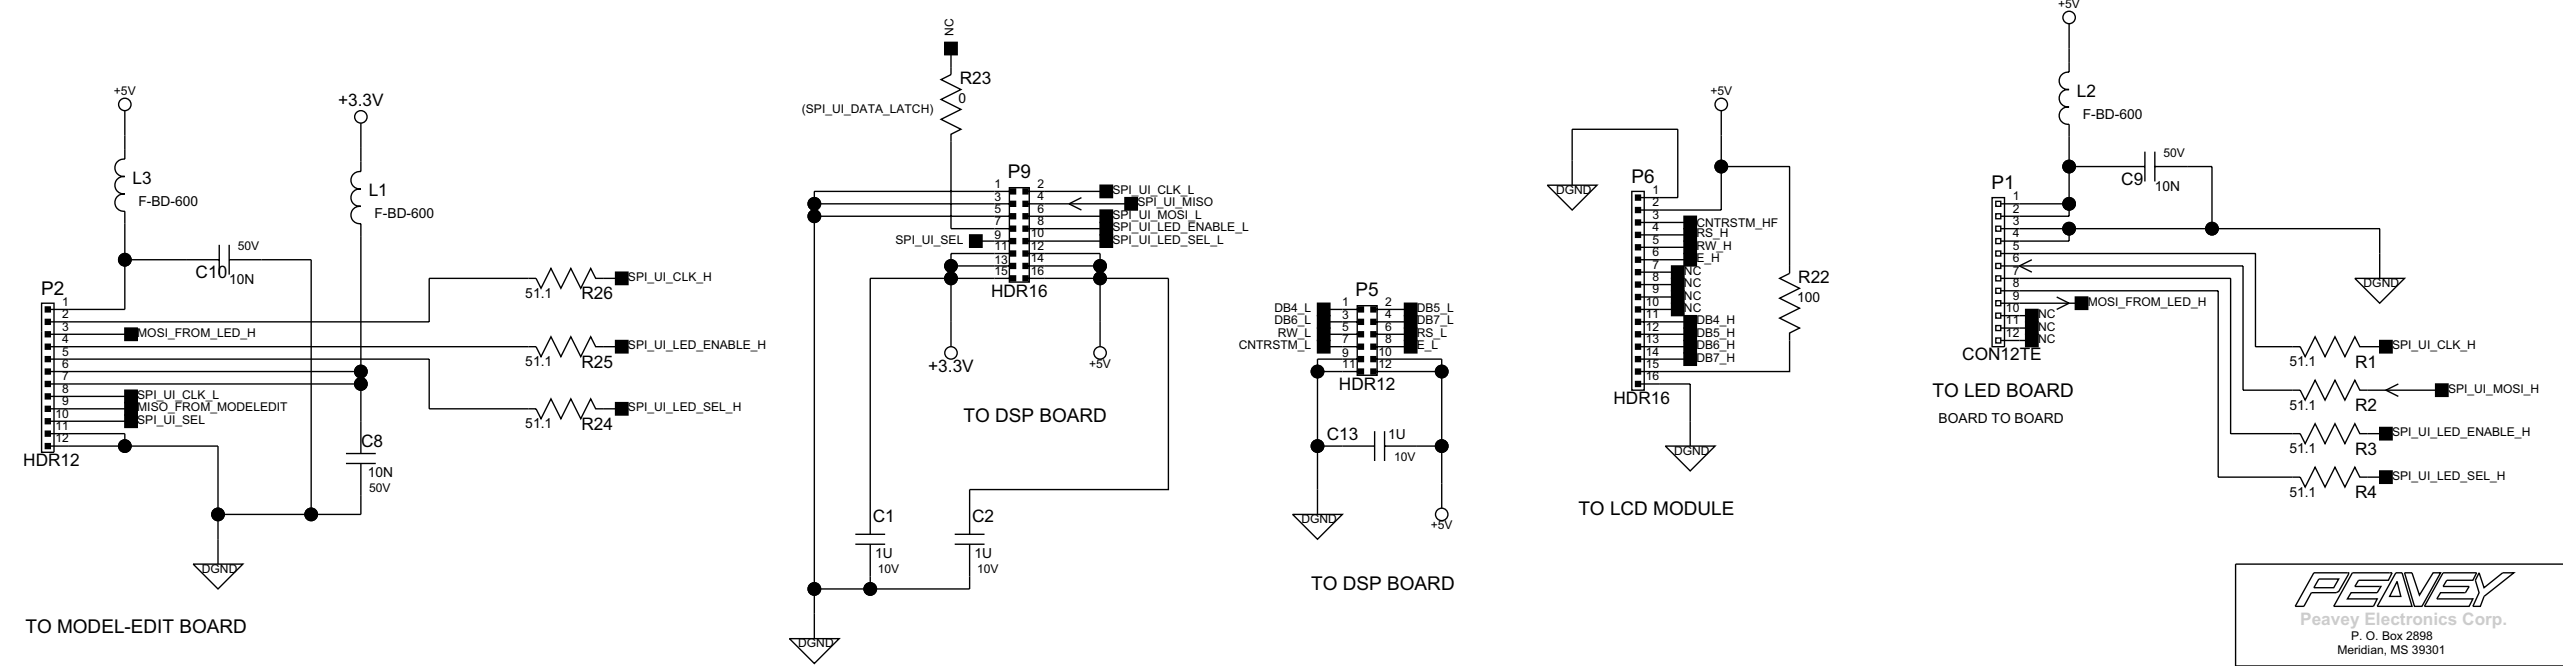 +5V
L3
F-BD-600
+3.3V
L1
F-BD-600
50V
C10
10N
P2
1
2
3
4
5
6
7
8
9
10
11
12
HDR12
MOSI_FROM_LED_H
SPI_UI_CLK_L
MISO_FROM_MODELEDIT
SPI_UI_SEL
51.1
R26
SPI_UI_CLK_H
51.1
R25
SPI_UI_LED_ENABLE_H
51.1
R24
SPI_UI_LED_SEL_H
C8
10N
50V
DGND
TO MODEL-EDIT BOARD
NC
R23
0
(SPI_UI_DATA_LATCH)
P9
1
3
5
7
9
11
13
15
2
4
6
8
10
12
14
16
HDR16
SPI_UI_CLK_L
SPI_UI_MISO
SPI_UI_MOSI_L
SPI_UI_LED_ENABLE_L
SPI_UI_LED_SEL_L
SPI_UI_SEL
+3.3V
+5V
TO DSP BOARD
C1
1U
10V
C2
1U
10V
DGND
P5
DB4_L
DB6_L
RW_L
CNTRSTM_L
1
3
5
7
9
11
2
4
6
8
10
12
DB5_L
DB7_L
RS_L
E_L
HDR12
C13
1U
10V
DGND
+5V
TO DSP BOARD
+5V
DGND
P6
1
2
3
4
5
6
7
8
9
10
11
12
13
14
15
16
CNTRSTM_HF
RS_H
RW_H
E_H
NC
NC
NC
NC
DB4_H
DB5_H
DB6_H
DB7_H
HDR16
R22
100
DGND
TO LCD MODULE
+5V
L2
F-BD-600
50V
C9
10N
P1
1
2
3
4
5
6
7
8
9
10
11
12
MOSI_FROM_LED_H
NC
NC
NC
CON12TE
DGND
TO LED BOARD
BOARD TO BOARD
51.1
R1
SPI_UI_CLK_H
51.1
R2
SPI_UI_MOSI_H
51.1
R3
SPI_UI_LED_ENABLE_H
51.1
R4
SPI_UI_LED_SEL_H
PEAVEY
Peavey Electronics Corp.
P. O. Box 2898
Meridian, MS 39301